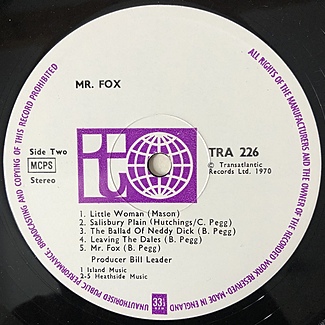 MR. FOX
Side Two
MCPS
Stereo
it
TRA 226
℗ Transatlantic
Records Ltd. 1970
1. Little Woman (Mason)
2. Salisbury Plain (Hutchings/C. Pegg)
3. The Ballad Of Neddy Dick (B. Pegg)
4. Leaving The Dales (B. Pegg)
5. Mr. Fox (B. Pegg)
Producer Bill Leader
1 Island Music
2-5 Heathside Music
33⅓
ALL RIGHTS OF THE MANUFACTURERS AND THE OWNER OF THE RECORDED WORK RESERVED-MADE IN ENGLAND-UNAUTHORISED PUBLIC PERFORMANCE, BROADCASTING AND COPYING OF THIS RECORD PROHIBITED